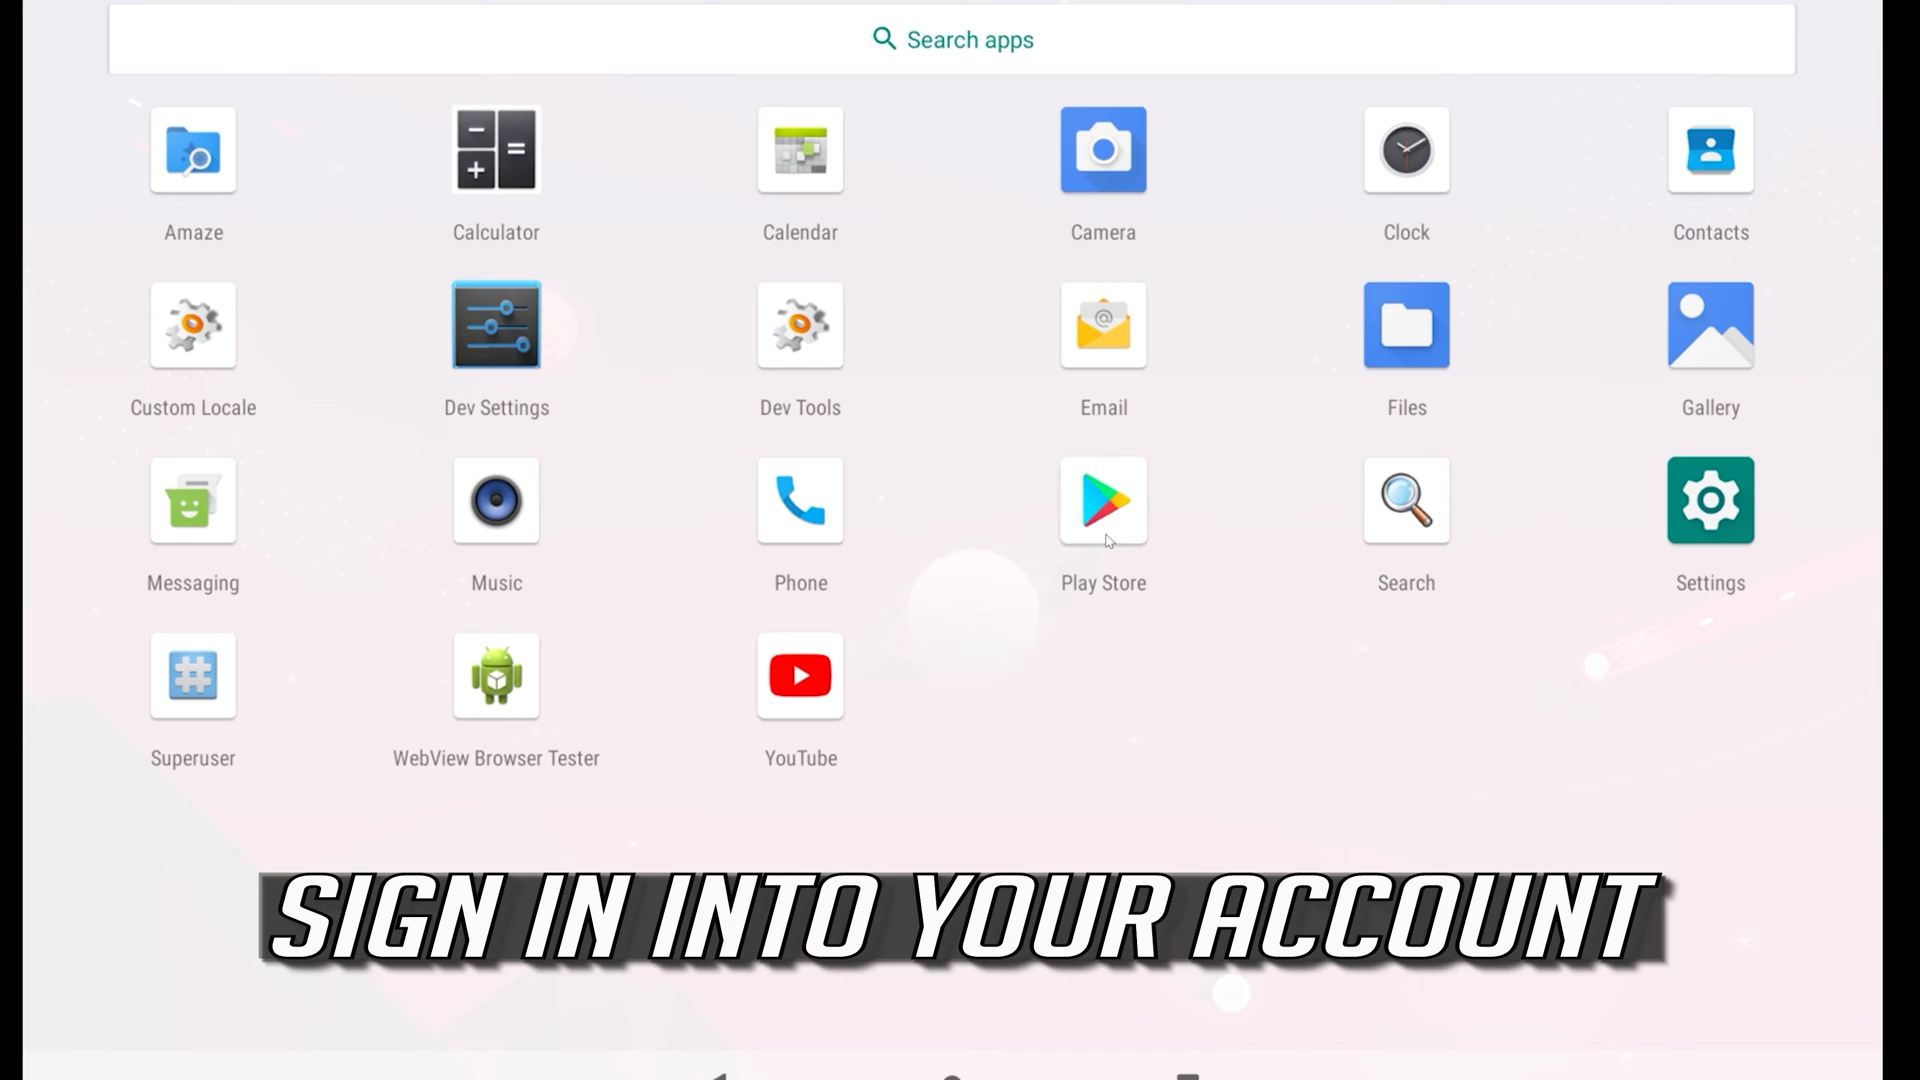 Search apps
Amaze
Calculator
Calendar
Camera
Clock
Contacts
Custom Locale
Dev Settings
Dev Tools
Email
Files
Gallery
Messaging
Music
Phone
Play Store
Search
Settings
Superuser
WebView Browser Tester
YouTube
SIGN IN INTO YOUR ACCOUNT